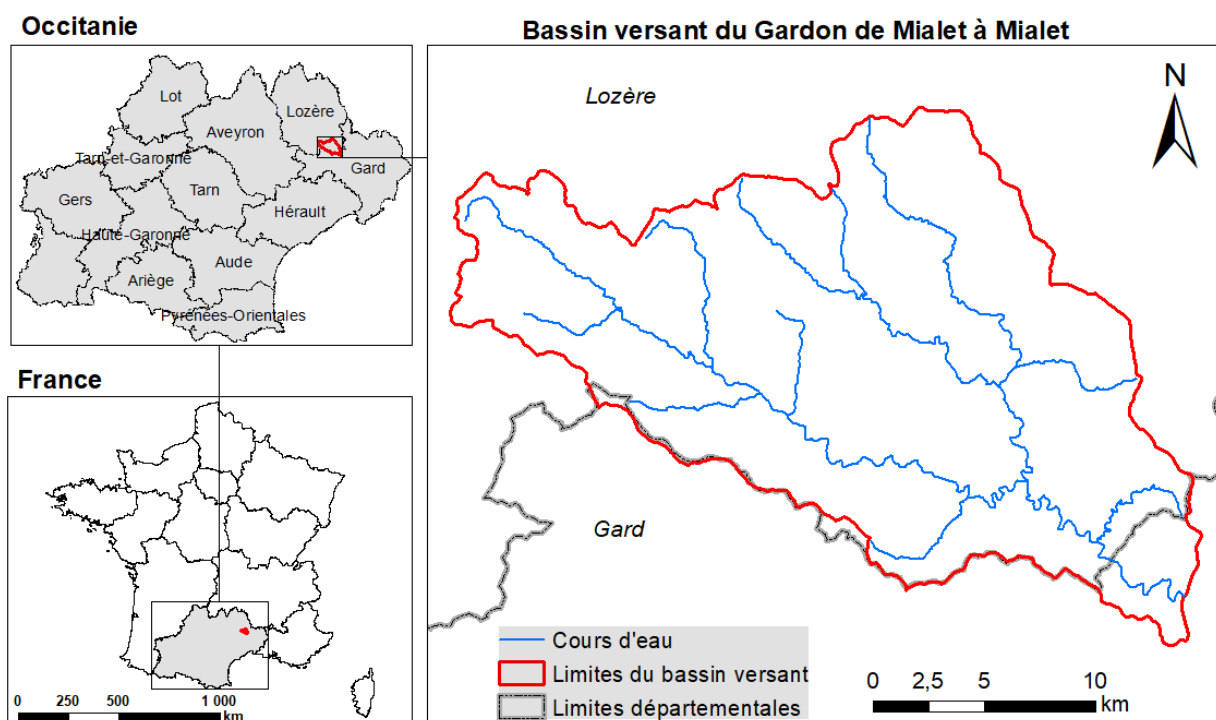 Occitanie
Lot
Lozère
Aveyron
Tarn-et-Garonne
Gard
Gers
Tarn
Hérault
Haute-Garonne
Aude
Ariège
Pyrénées-Orientales
France
0 250 500 1 000
km
Bassin versant du Gardon de Mialet à Mialet
Lozère
N
Gard
Cours d'eau
Limites du bassin versant
Limites départementales
0 2,5 5 10
km